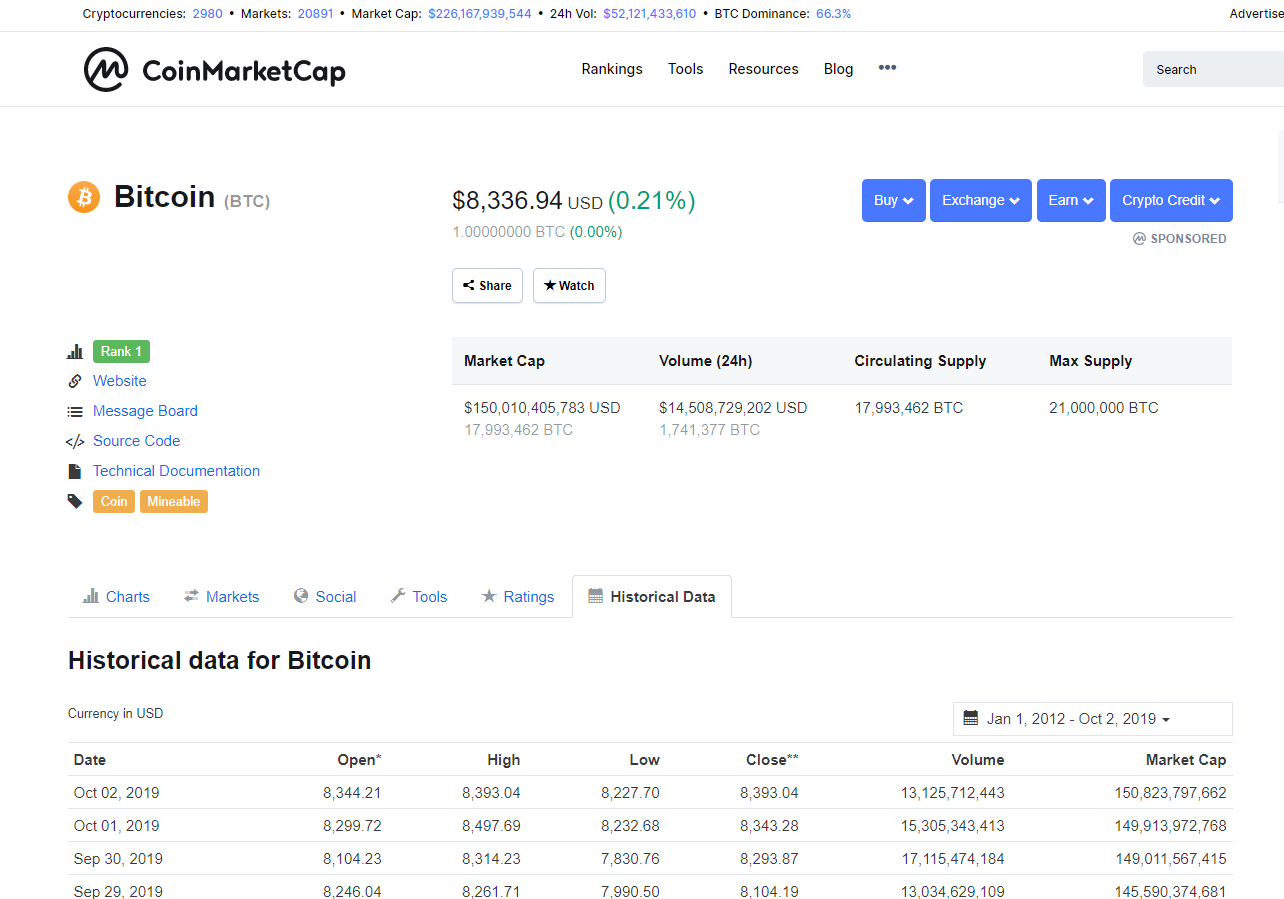 Cryptocurrencies: 2980 • Markets: 20891 • Market Cap: $226,167,939,544 • 24h Vol: $52,121,433,610 • BTC Dominance: 66.3% Advertise
CoinMarketCap Rankings Tools Resources Blog ••• Search
Bitcoin (BTC) $8,336.94 USD (0.21%) Buy Exchange Earn Crypto Credit
1.00000000 BTC (0.00%) SPONSORED
Share Watch
Rank 1
Website
Message Board
Source Code
Technical Documentation
Coin Mineable
Market Cap Volume (24h) Circulating Supply Max Supply
$150,010,405,783 USD $14,508,729,202 USD 17,993,462 BTC 21,000,000 BTC
17,993,462 BTC 1,741,377 BTC
Charts Markets Social Tools Ratings Historical Data
Historical data for Bitcoin
Currency in USD Jan 1, 2012 - Oct 2, 2019
Date Open* High Low Close** Volume Market Cap
Oct 02, 2019 8,344.21 8,393.04 8,227.70 8,393.04 13,125,712,443 150,823,797,662
Oct 01, 2019 8,299.72 8,497.69 8,232.68 8,343.28 15,305,343,413 149,913,972,768
Sep 30, 2019 8,104.23 8,314.23 7,830.76 8,293.87 17,115,474,184 149,011,567,415
Sep 29, 2019 8,246.04 8,261.71 7,990.50 8,104.19 13,034,629,109 145,590,374,681